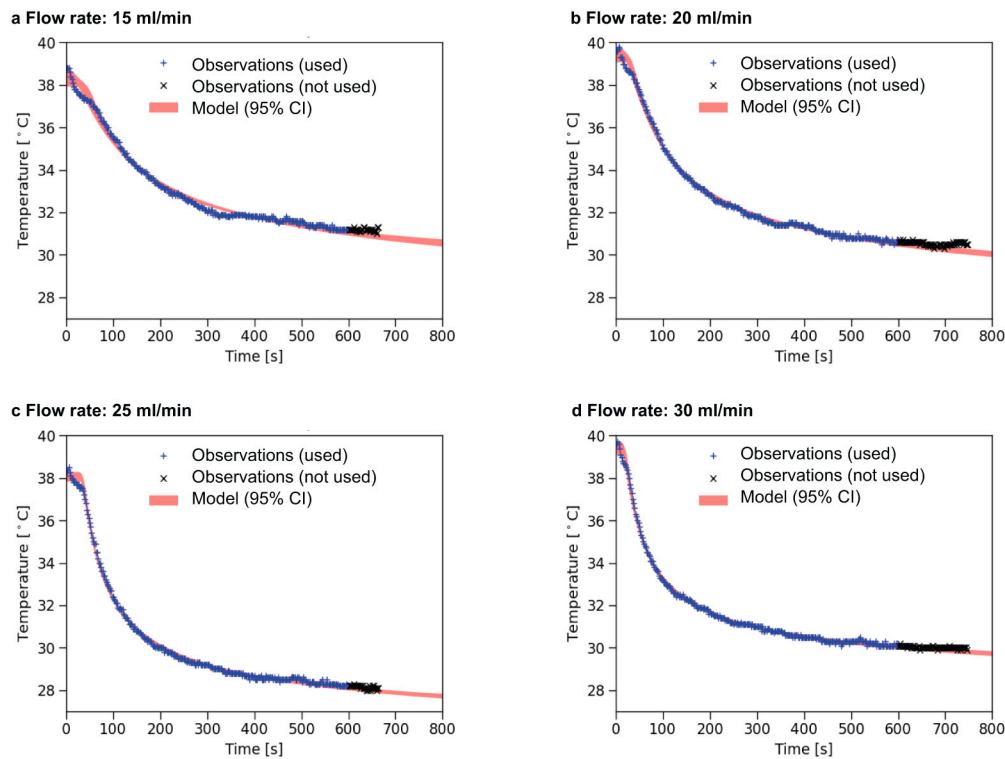 a Flow rate: 15 ml/min
40
38
36
34
32
30
28
Temperature [°C]
Observations (used)
Observations (not used)
Model (95% CI)
0 100 200 300 400 500 600 700 800
Time [s]
b Flow rate: 20 ml/min
40
38
36
34
32
30
28
Temperature [°C]
Observations (used)
Observations (not used)
Model (95% CI)
0 100 200 300 400 500 600 700 800
Time [s]
c Flow rate: 25 ml/min
40
38
36
34
32
30
28
Temperature [°C]
Observations (used)
Observations (not used)
Model (95% CI)
0 100 200 300 400 500 600 700 800
Time [s]
d Flow rate: 30 ml/min
40
38
36
34
32
30
28
Temperature [°C]
Observations (used)
Observations (not used)
Model (95% CI)
0 100 200 300 400 500 600 700 800
Time [s]